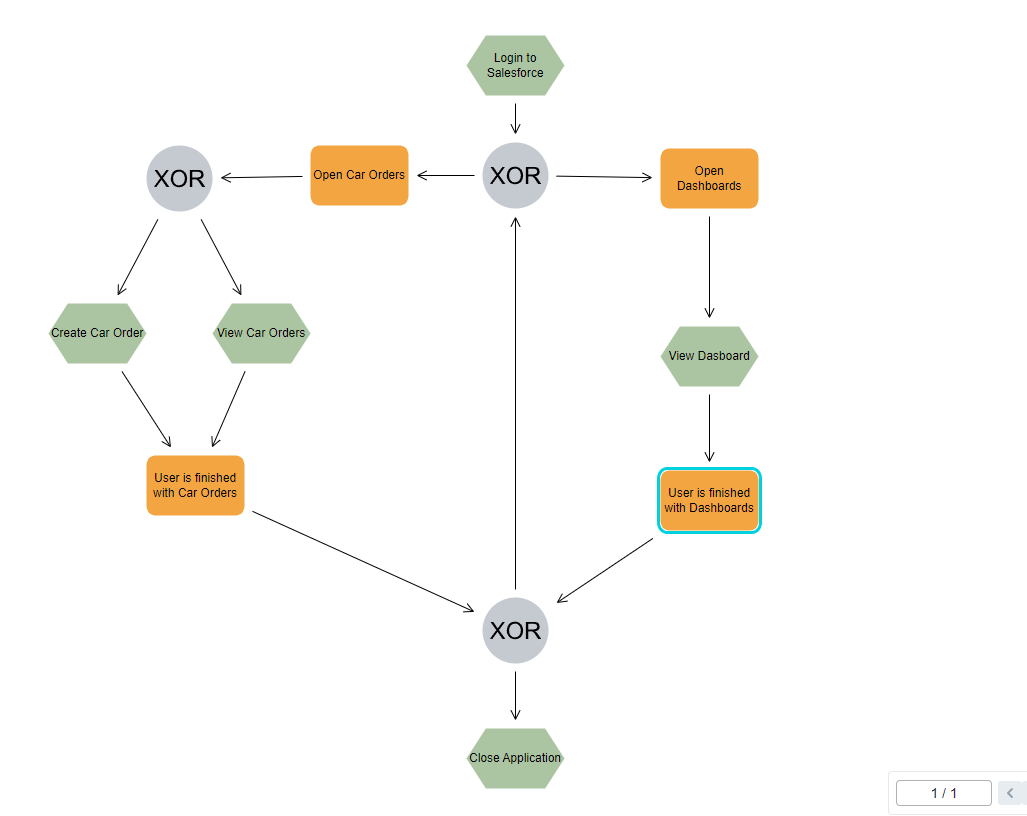 Login to
Salesforce
XOR
Open Car Orders
XOR
Open
Dashboards
Create Car Order
View Car Orders
View Dasboard
User is finished
with Car Orders
User is finished
with Dashboards
XOR
Close Application
1 / 1